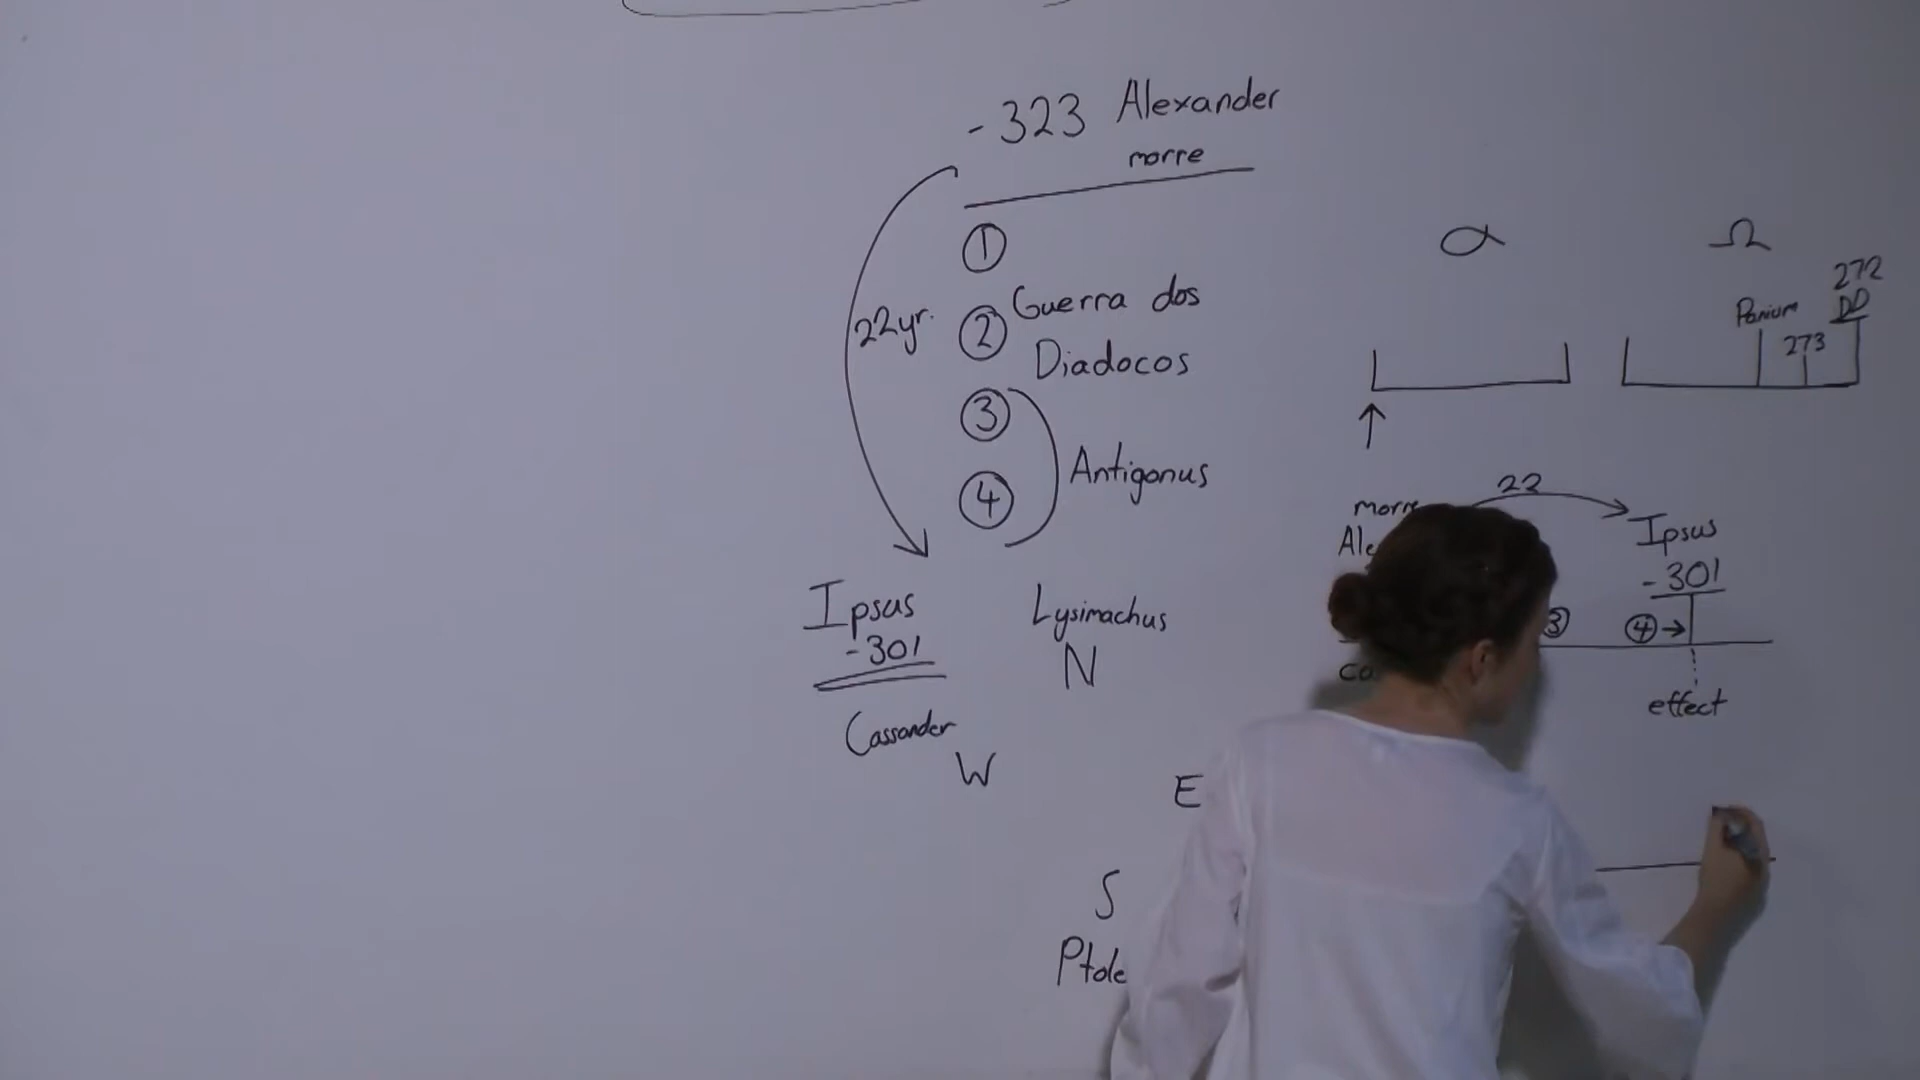 -323 Alexander
morre
①
22yr.
② Guerra dos
Diadocos
③
④
Antigonus
Ipsus
-301
Lysimachus
N
Cassander
W
E
S
α
Ω
Panium
273
272
DD
22
Ipsus
-301
③
④→
effect